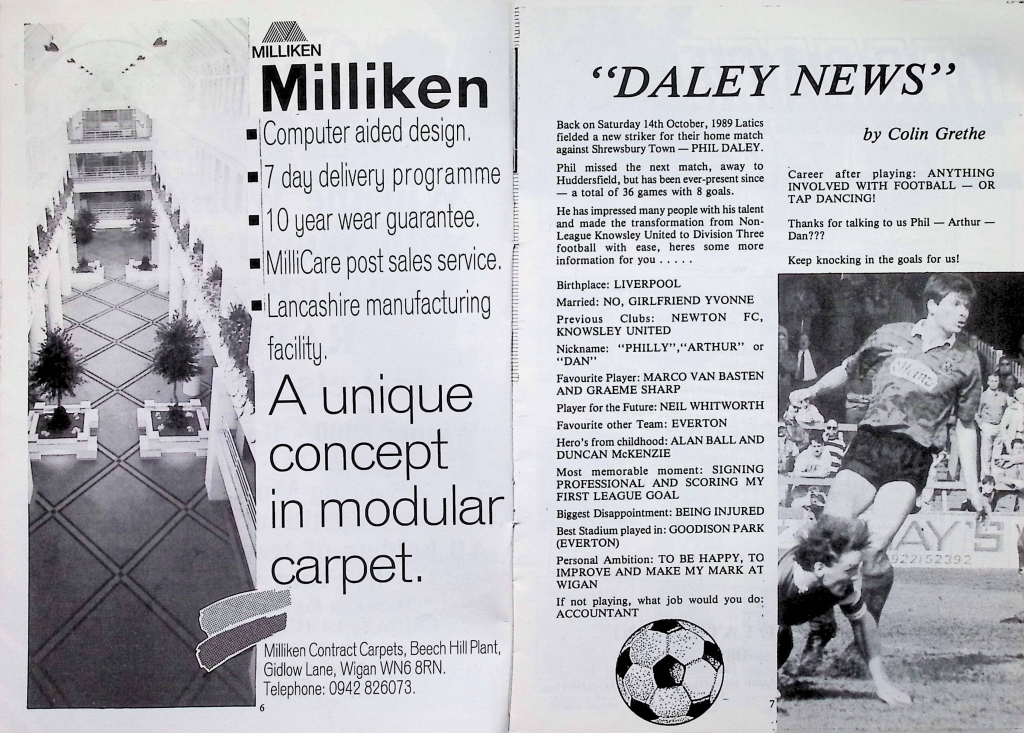 MILLIKEN
Milliken
Computer aided design.
7 day delivery programme
10 year wear guarantee.
MilliCare post sales service.
Lancashire manufacturing
facility.
A unique
concept
in modular
carpet.
Milliken Contract Carpets, Beech Hill Plant,
Gidlow Lane, Wigan WN6 8RN.
Telephone: 0942 826073.
6
“DALEY NEWS”
by Colin Grethe
Back on Saturday 14th October, 1989 Latics
fielded a new striker for their home match
against Shrewsbury Town — PHIL DALEY.
Phil missed the next match, away to
Huddersfield, but has been ever-present since
— a total of 36 games with 8 goals.
He has impressed many people with his talent
and made the transformation from Non-
League Knowsley United to Division Three
football with ease, heres some more
information for you . . . . .
Birthplace: LIVERPOOL
Married: NO, GIRLFRIEND YVONNE
Previous Clubs: NEWTON FC,
KNOWSLEY UNITED
Nickname: “PHILLY”,“ARTHUR” or
“DAN”
Favourite Player: MARCO VAN BASTEN
AND GRAEME SHARP
Player for the Future: NEIL WHITWORTH
Favourite other Team: EVERTON
Hero's from childhood: ALAN BALL AND
DUNCAN McKENZIE
Most memorable moment: SIGNING
PROFESSIONAL AND SCORING MY
FIRST LEAGUE GOAL
Biggest Disappointment: BEING INJURED
Best Stadium played in: GOODISON PARK
(EVERTON)
Personal Ambition: TO BE HAPPY, TO
IMPROVE AND MAKE MY MARK AT
WIGAN
If not playing, what job would you do:
ACCOUNTANT
Career after playing: ANYTHING
INVOLVED WITH FOOTBALL — OR
TAP DANCING!
Thanks for talking to us Phil — Arthur —
Dan???
Keep knocking in the goals for us!
AY'S
0922/52392
7